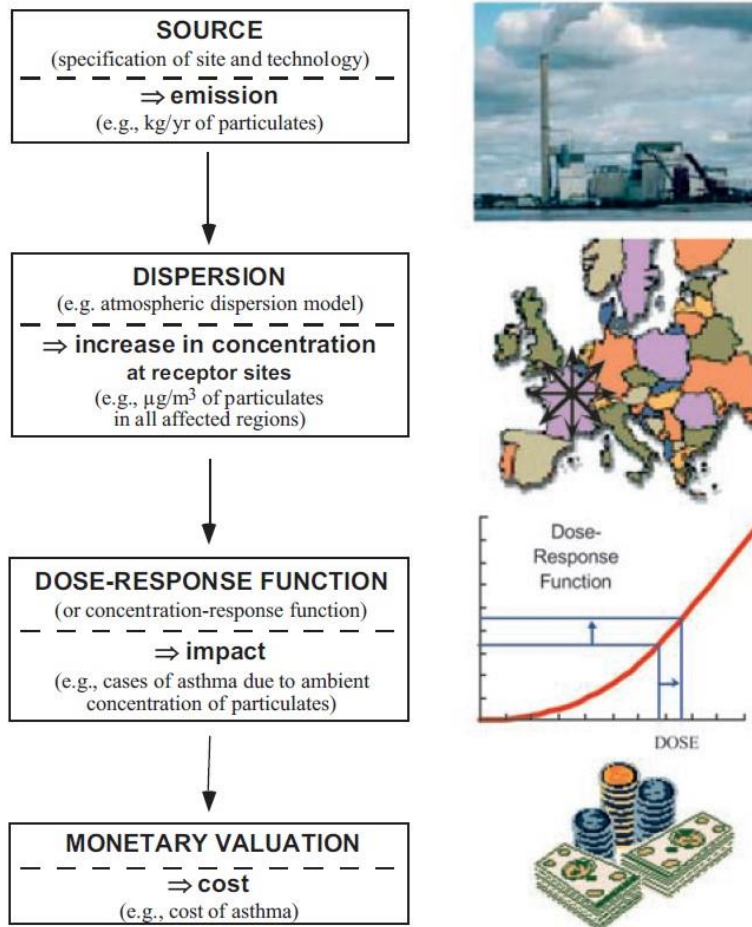 SOURCE
(specification of site and technology)
⇒ emission
(e.g., kg/yr of particulates)
DISPERSION
(e.g. atmospheric dispersion model)
⇒ increase in concentration
at receptor sites
(e.g., µg/m³ of particulates
in all affected regions)
DOSE-RESPONSE FUNCTION
(or concentration-response function)
⇒ impact
(e.g., cases of asthma due to ambient
concentration of particulates)
MONETARY VALUATION
⇒ cost
(e.g., cost of asthma)
Dose-
Response
Function
DOSE